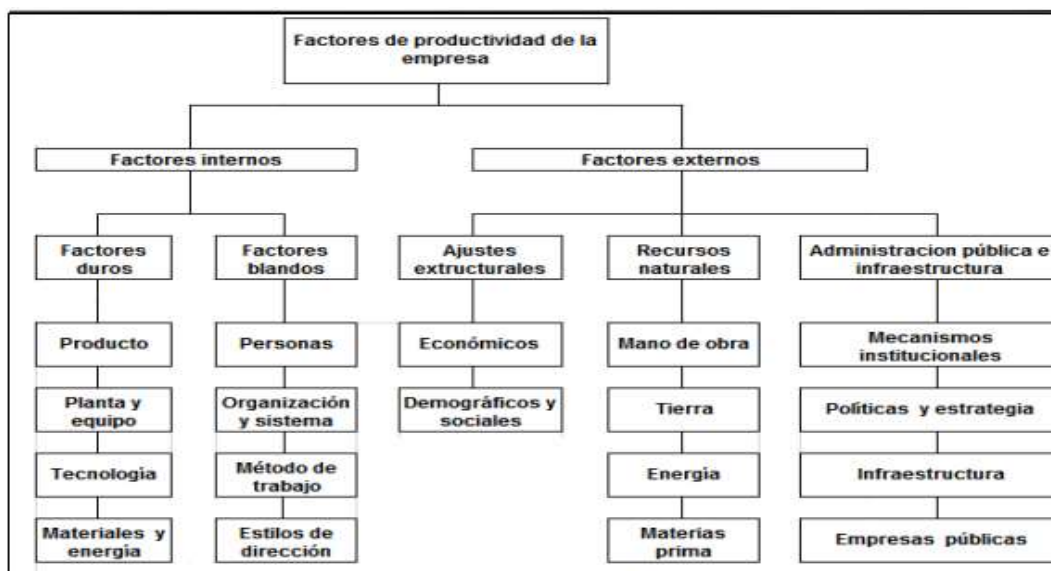 Factores de productividad de la
empresa
Factores internos
Factores externos
Factores
duros
Factores
blandos
Ajustes
extructurales
Recursos
naturales
Administracion pública e
infraestructura
Producto
Personas
Económicos
Mano de obra
Mecanismos
institucionales
Planta y
equipo
Organización
y sistema
Demográficos y
sociales
Tierra
Políticas y estrategia
Tecnología
Método de
trabajo
Energía
Infraestructura
Materiales y
energía
Estilos de
dirección
Materias
prima
Empresas públicas